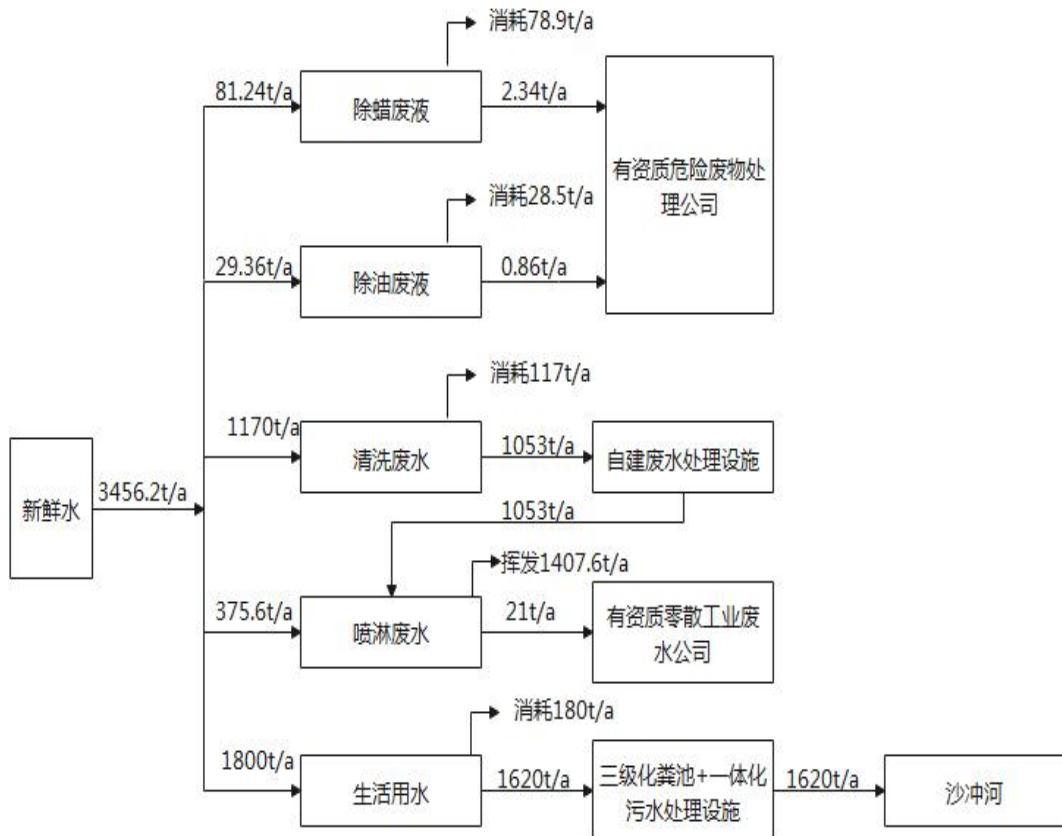 消耗78.9t/a
81.24t/a
除蜡废液
2.34t/a
有资质危险废物处
理公司
消耗28.5t/a
29.36t/a
除油废液
0.86t/a
消耗117t/a
1170t/a
清洗废水
1053t/a
自建废水处理设施
新鲜水
3456.2t/a
1053t/a
挥发1407.6t/a
375.6t/a
喷淋废水
21t/a
有资质零散工业废
水公司
消耗180t/a
1800t/a
生活用水
1620t/a
三级化粪池+一体化
污水处理设施
1620t/a
沙冲河